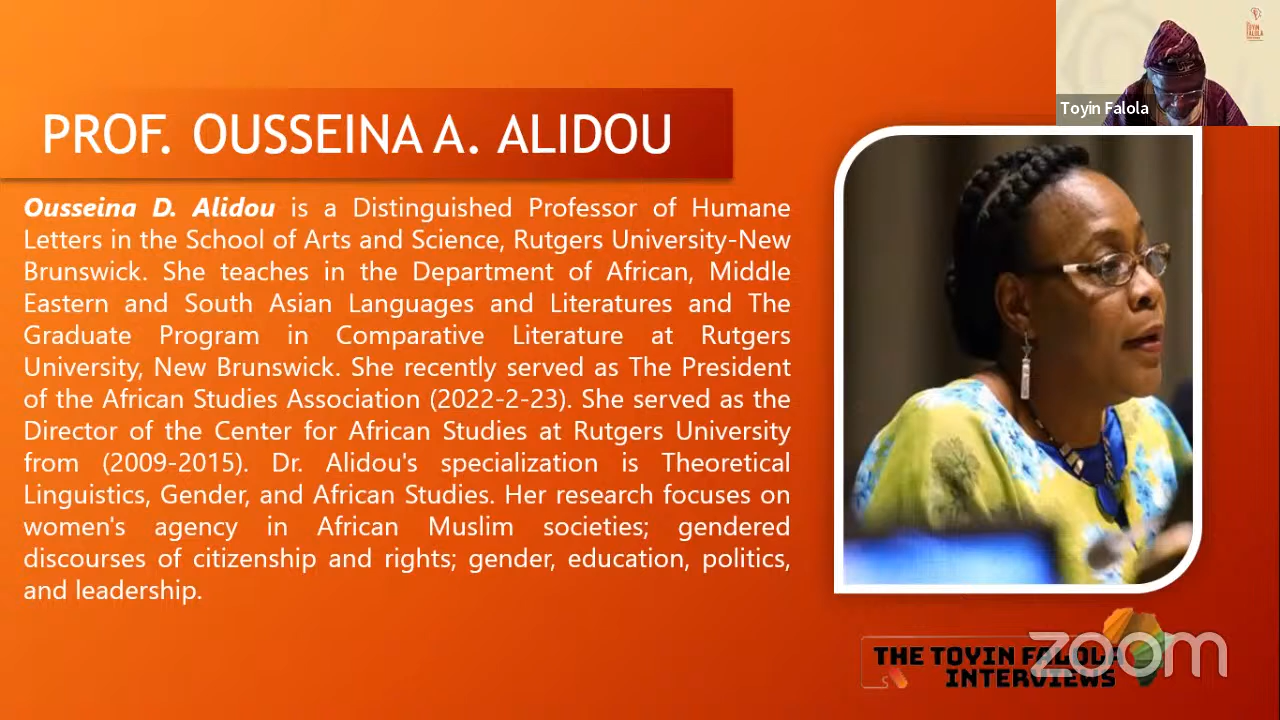 PROF. OUSSEINA A. ALIDOU
Ousseina D. Alidou is a Distinguished Professor of Humane
Letters in the School of Arts and Science, Rutgers University-New
Brunswick. She teaches in the Department of African, Middle
Eastern and South Asian Languages and Literatures and The
Graduate Program in Comparative Literature at Rutgers
University, New Brunswick. She recently served as The President
of the African Studies Association (2022-2-23). She served as the
Director of the Center for African Studies at Rutgers University
from (2009-2015). Dr. Alidou's specialization is Theoretical
Linguistics, Gender, and African Studies. Her research focuses on
women's agency in African Muslim societies; gendered
discourses of citizenship and rights; gender, education, politics,
and leadership.
Toyin Falola
TOYIN
FALOLA
THE TOYIN FALOLA
INTERVIEWS
zoom